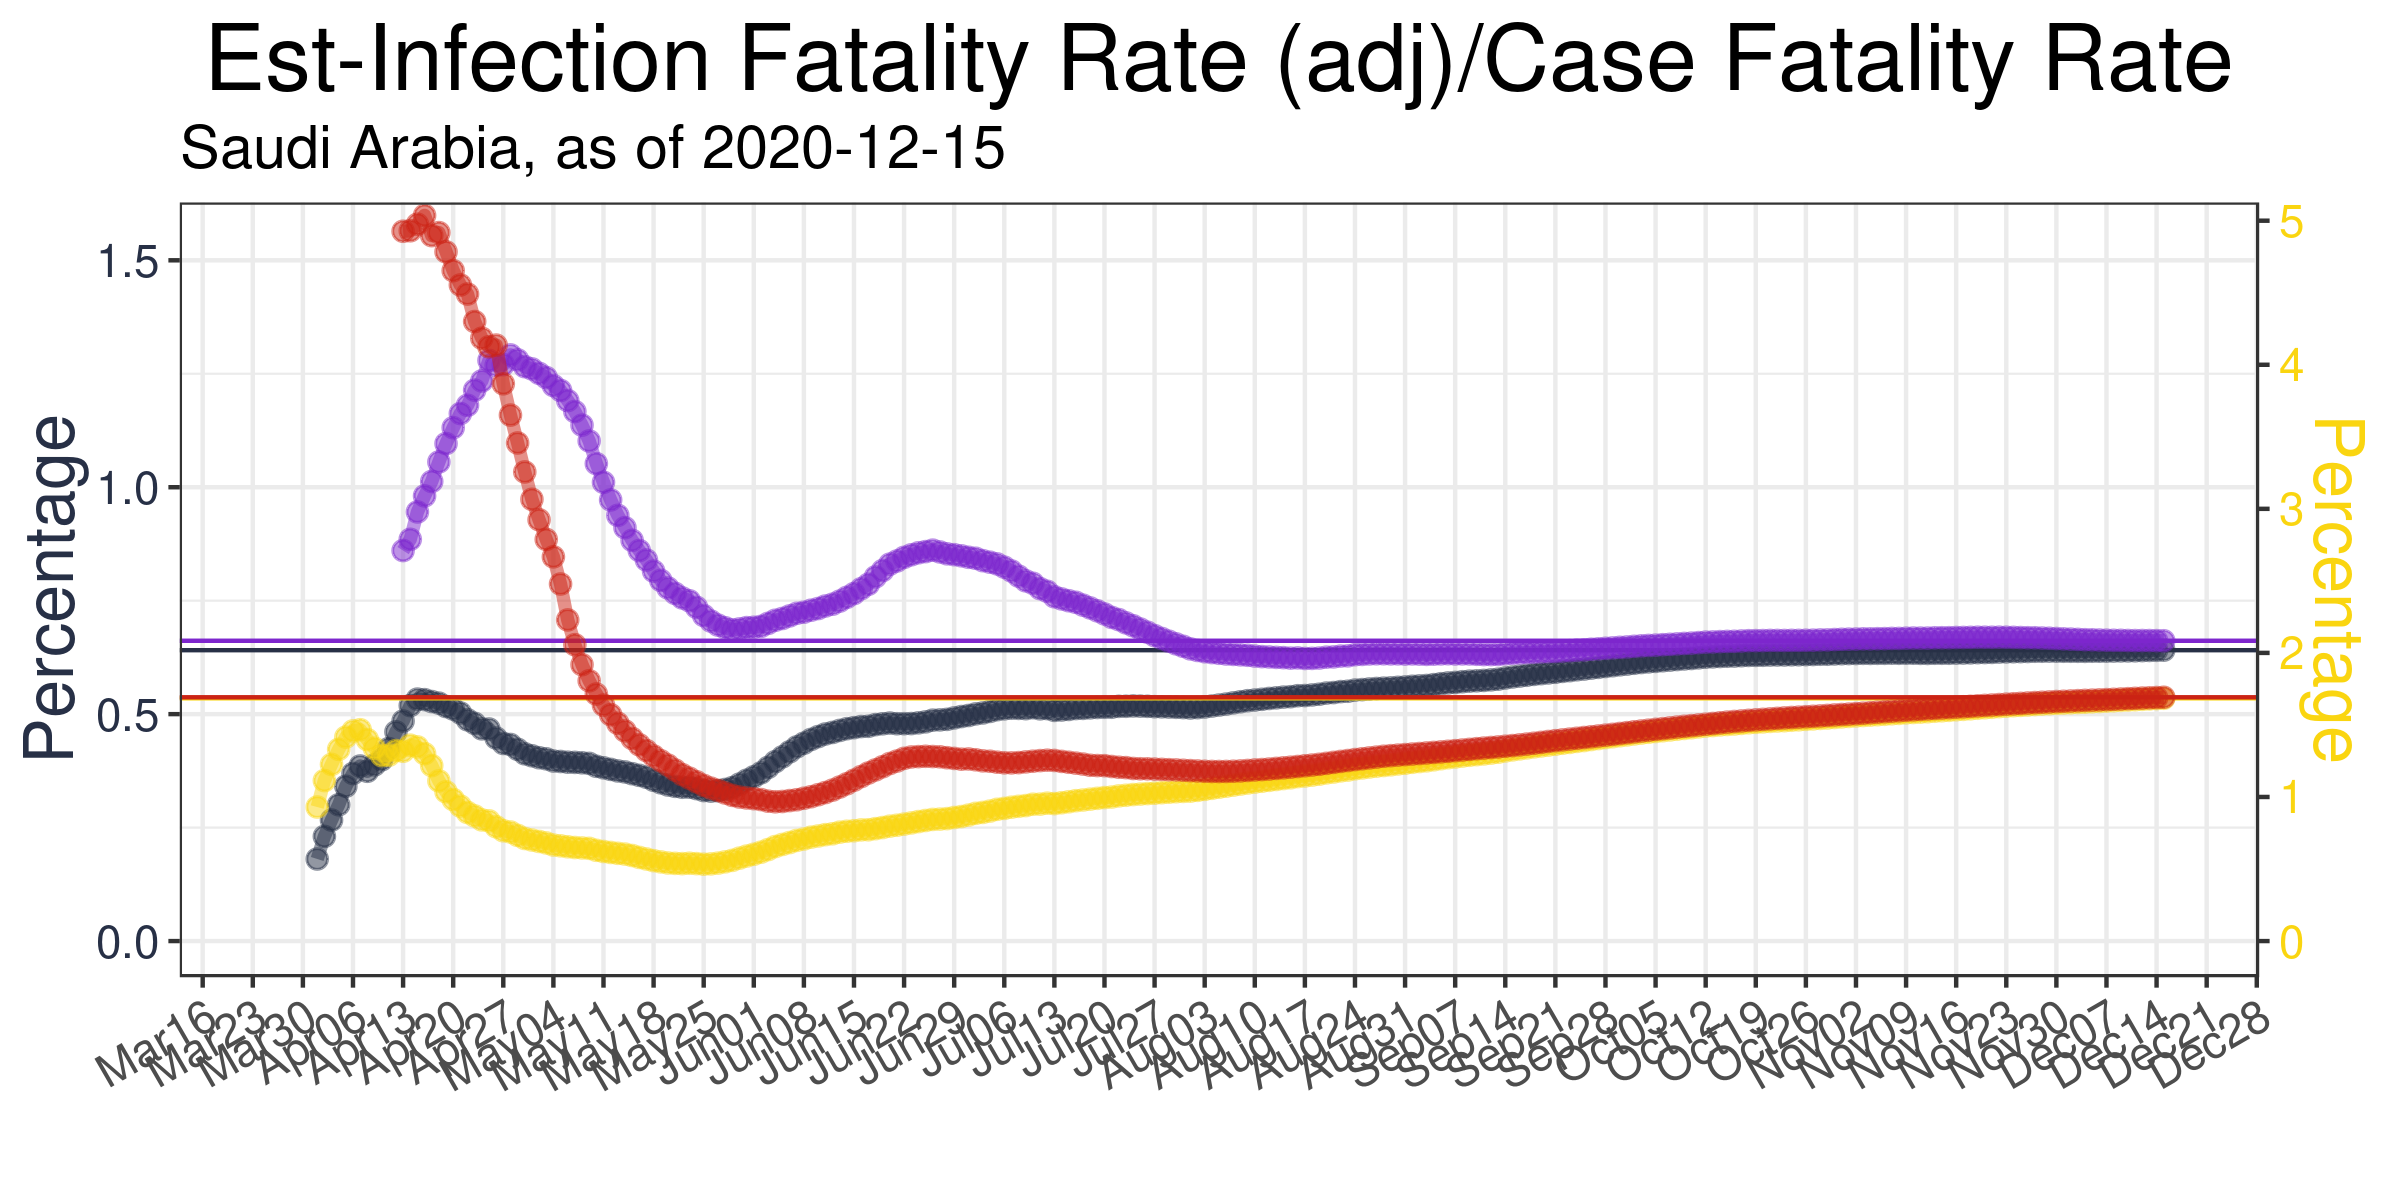 Est-Infection Fatality Rate (adj)/Case Fatality Rate
Saudi Arabia, as of 2020-12-15
Percentage
1.5
1.0
0.5
0.0
5
4
3
2
1
0
Percentage
Mar16
Mar23
Mar30
Apr06
Apr13
Apr20
Apr27
May04
May11
May18
May25
Jun01
Jun08
Jun15
Jun22
Jun29
Jul06
Jul13
Jul20
Jul27
Aug03
Aug10
Aug17
Aug24
Aug31
Sep07
Sep14
Sep21
Sep28
Oct05
Oct12
Oct19
Oct26
Nov02
Nov09
Nov16
Nov23
Nov30
Dec07
Dec14
Dec21
Dec28